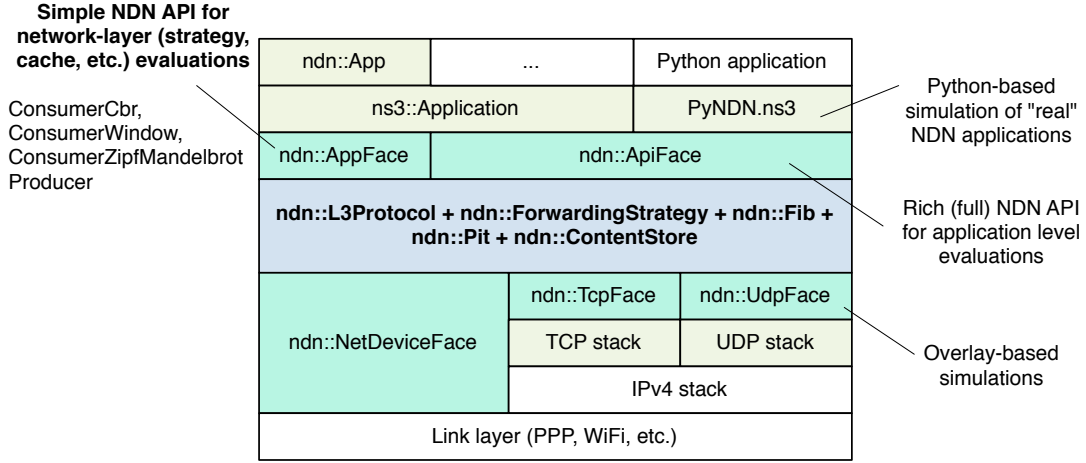 Simple NDN API for
network-layer (strategy,
cache, etc.) evaluations
ConsumerCbr,
ConsumerWindow,
ConsumerZipfMandelbrot
Producer
ndn::App
...
Python application
ns3::Application
PyNDN.ns3
ndn::AppFace
ndn::ApiFace
ndn::L3Protocol + ndn::ForwardingStrategy + ndn::Fib +
ndn::Pit + ndn::ContentStore
ndn::NetDeviceFace
ndn::TcpFace
ndn::UdpFace
TCP stack
UDP stack
IPv4 stack
Link layer (PPP, WiFi, etc.)
Python-based
simulation of "real"
NDN applications
Rich (full) NDN API
for application level
evaluations
Overlay-based
simulations